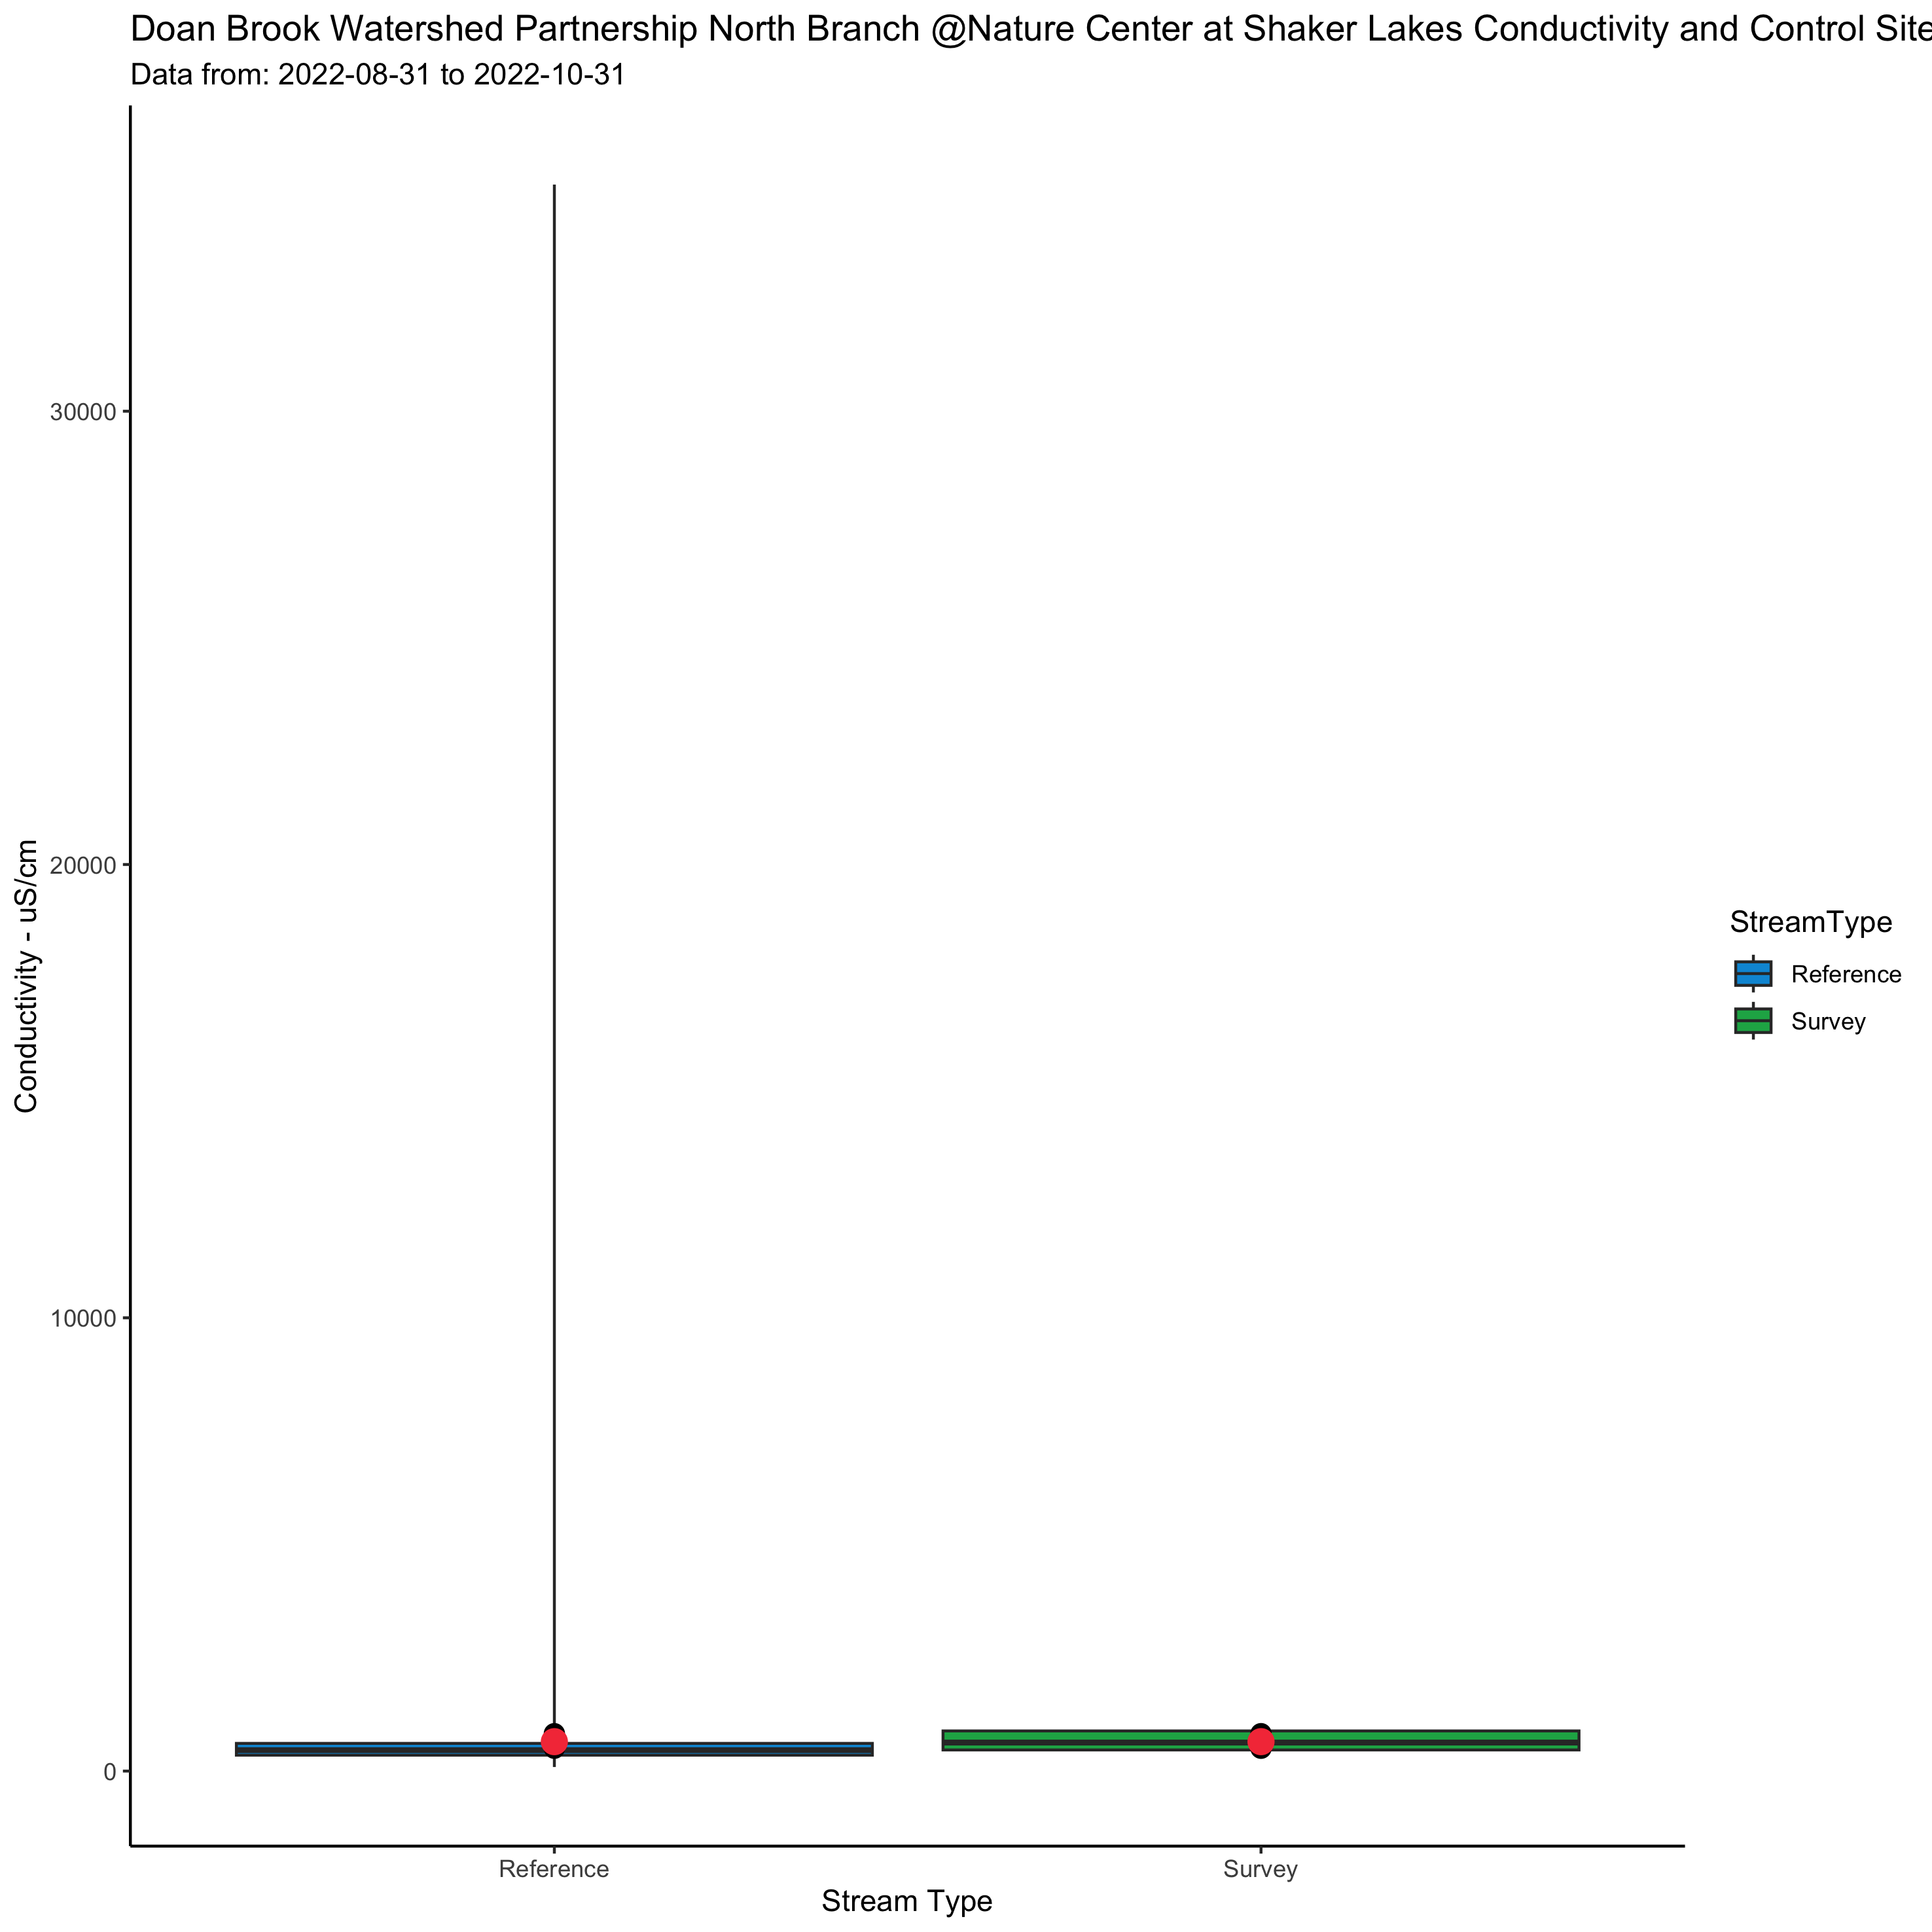 Doan Brook Watershed Partnership North Branch @Nature Center at Shaker Lakes Conductivity and Control Site
Data from: 2022-08-31 to 2022-10-31
30000
20000
10000
0
Conductivity - uS/cm
Reference
Survey
Stream Type
StreamType
Reference
Survey